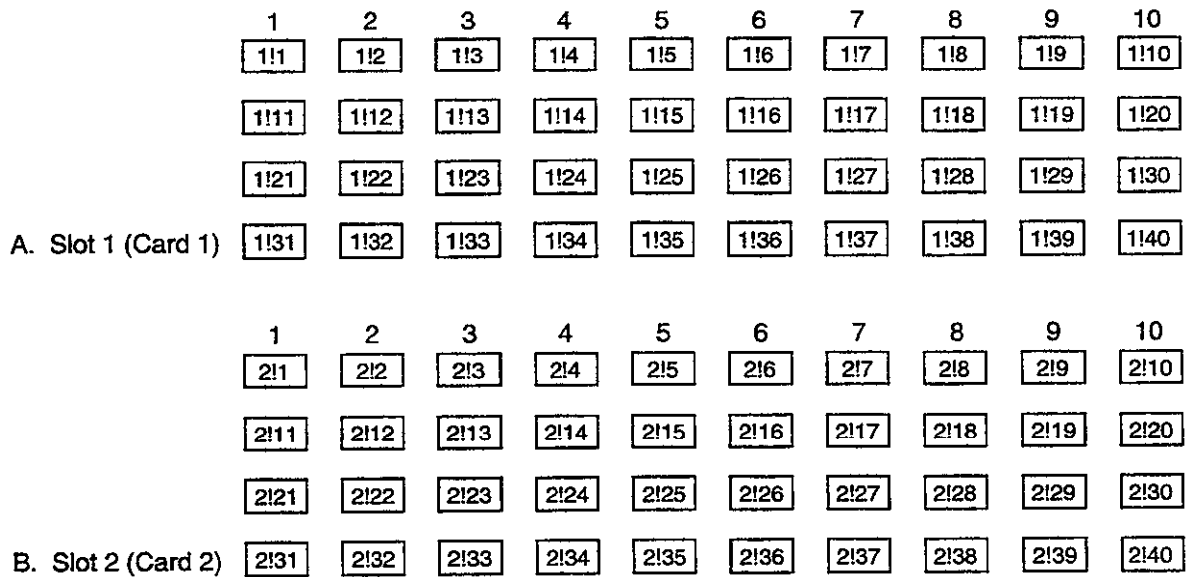 1 2 3 4 5 6 7 8 9 10
1!1 1!2 1!3 1!4 1!5 1!6 1!7 1!8 1!9 1!10
1!11 1!12 1!13 1!14 1!15 1!16 1!17 1!18 1!19 1!20
1!21 1!22 1!23 1!24 1!25 1!26 1!27 1!28 1!29 1!30
A. Slot 1 (Card 1) 1!31 1!32 1!33 1!34 1!35 1!36 1!37 1!38 1!39 1!40
1 2 3 4 5 6 7 8 9 10
2!1 2!2 2!3 2!4 2!5 2!6 2!7 2!8 2!9 2!10
2!11 2!12 2!13 2!14 2!15 2!16 2!17 2!18 2!19 2!20
2!21 2!22 2!23 2!24 2!25 2!26 2!27 2!28 2!29 2!30
B. Slot 2 (Card 2) 2!31 2!32 2!33 2!34 2!35 2!36 2!37 2!38 2!39 2!40